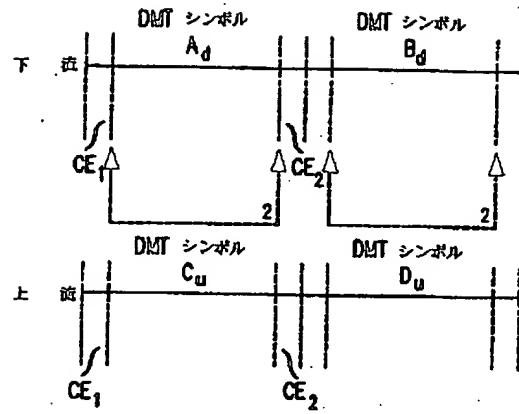 DMT シンボル DMT シンボル
A_d B_d
下 流
CE_1 CE_2
2 2
DMT シンボル DMT シンボル
C_u D_u
上 流
CE_1 CE_2